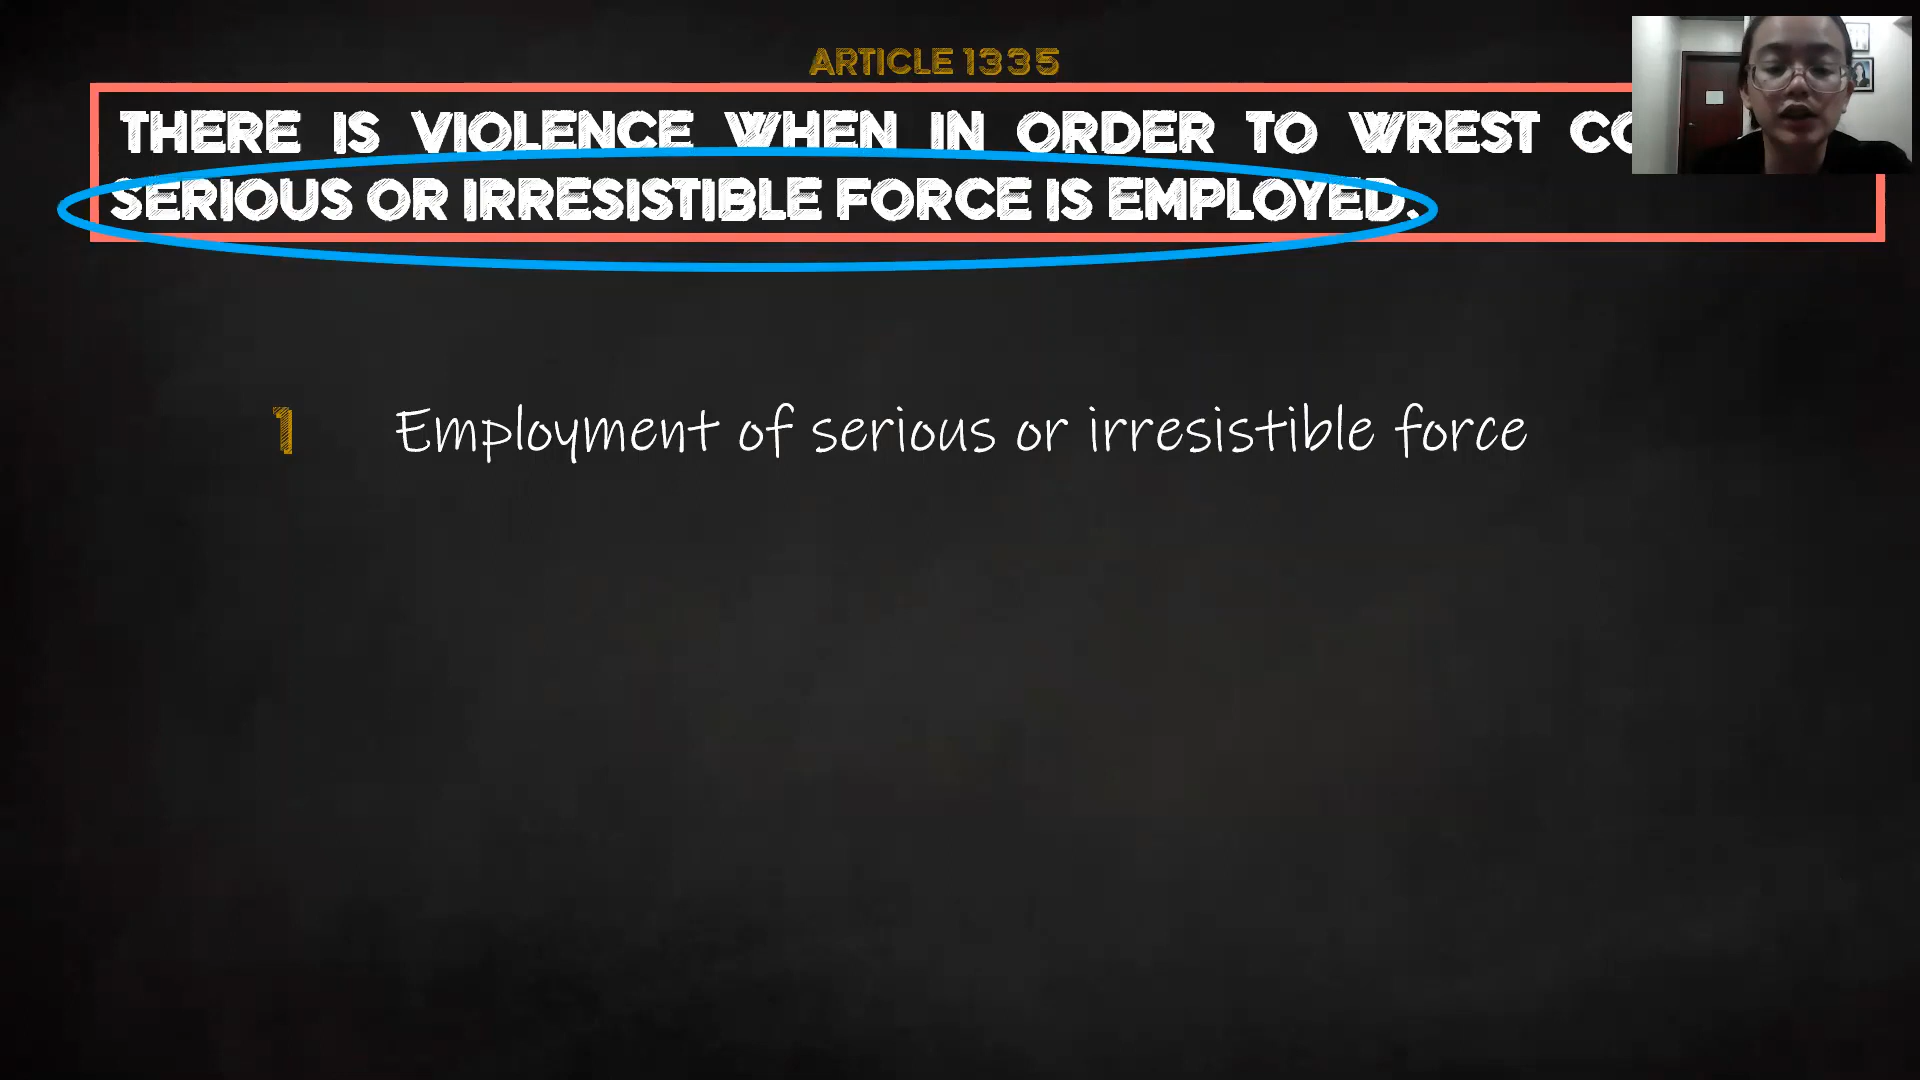 ARTICLE 1335
THERE IS VIOLENCE WHEN IN ORDER TO WREST
SERIOUS OR IRRESISTIBLE FORCE IS EMPLOYED.
1 Employment of serious or irresistible force